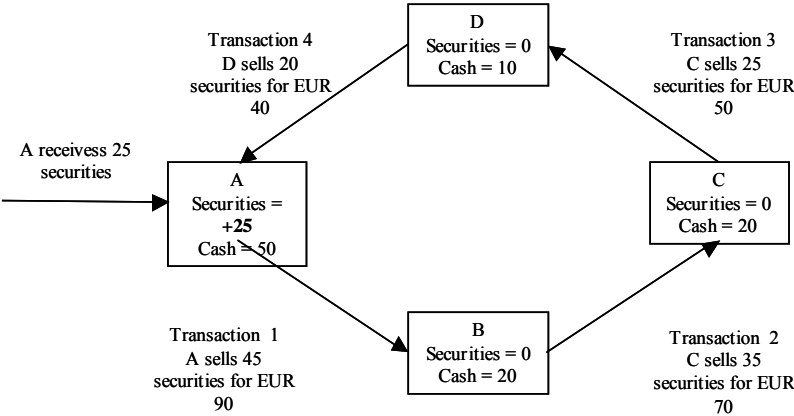 D
Securities = 0
Cash = 10
Transaction 4
D sells 20
securities for EUR
40
Transaction 3
C sells 25
securities for EUR
50
A receivess 25
securities
A
Securities =
+25
Cash = 50
C
Securities = 0
Cash = 20
B
Securities = 0
Cash = 20
Transaction 1
A sells 45
securities for EUR
90
Transaction 2
C sells 35
securities for EUR
70